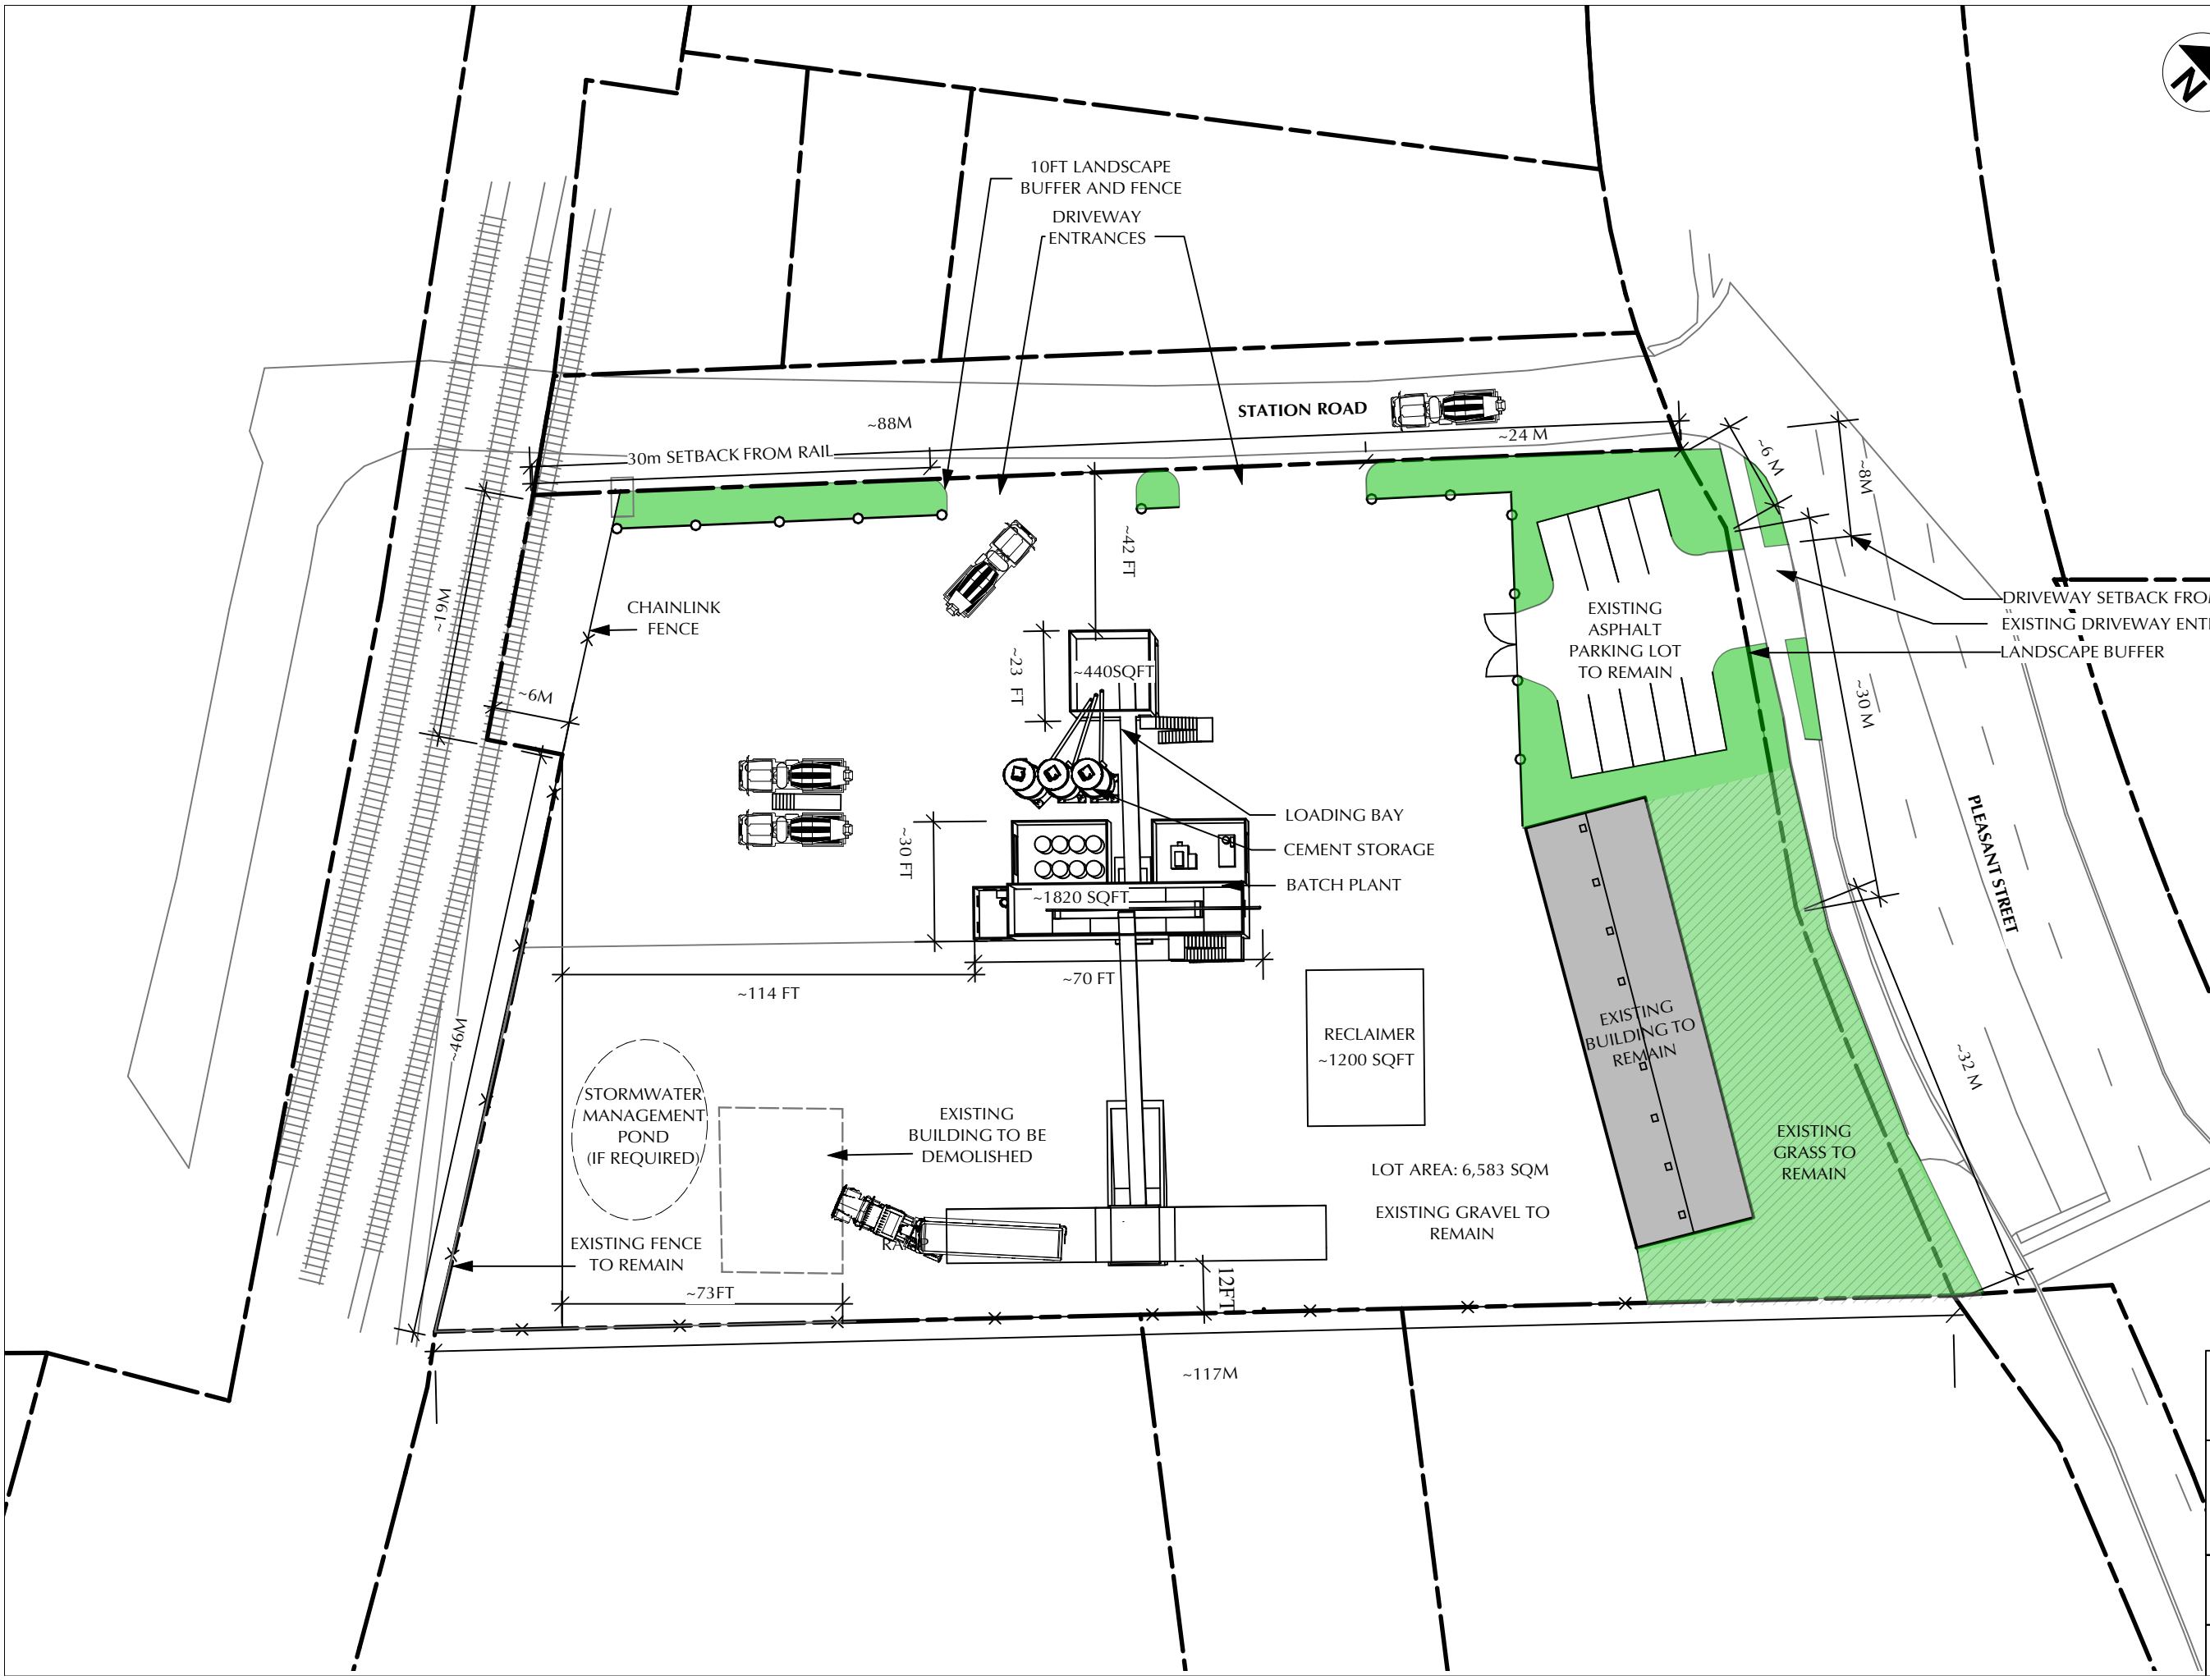 N
10FT LANDSCAPE
BUFFER AND FENCE
DRIVEWAY
ENTRANCES
STATION ROAD
~88M
~24 M
30m SETBACK FROM RAIL
~6 M
~8M
~42 FT
~16M
CHAINLINK
FENCE
EXISTING
ASPHALT
PARKING LOT
TO REMAIN
DRIVEWAY SETBACK FROM
EXISTING DRIVEWAY ENT
LANDSCAPE BUFFER
~23 FT
~440SQFT
~6M
~30 M
LOADING BAY
CEMENT STORAGE
BATCH PLANT
~30 FT
~1820 SQFT
PLEASANT STREET
~114 FT
~70 FT
EXISTING
BUILDING TO
REMAIN
RECLAIMER
~1200 SQFT
~46M
~32 M
STORMWATER
MANAGEMENT
POND
(IF REQUIRED)
EXISTING
BUILDING TO BE
DEMOLISHED
EXISTING
GRASS TO
REMAIN
LOT AREA: 6,583 SQM
EXISTING GRAVEL TO
REMAIN
EXISTING FENCE
TO REMAIN
~73FT
12FT
~117M